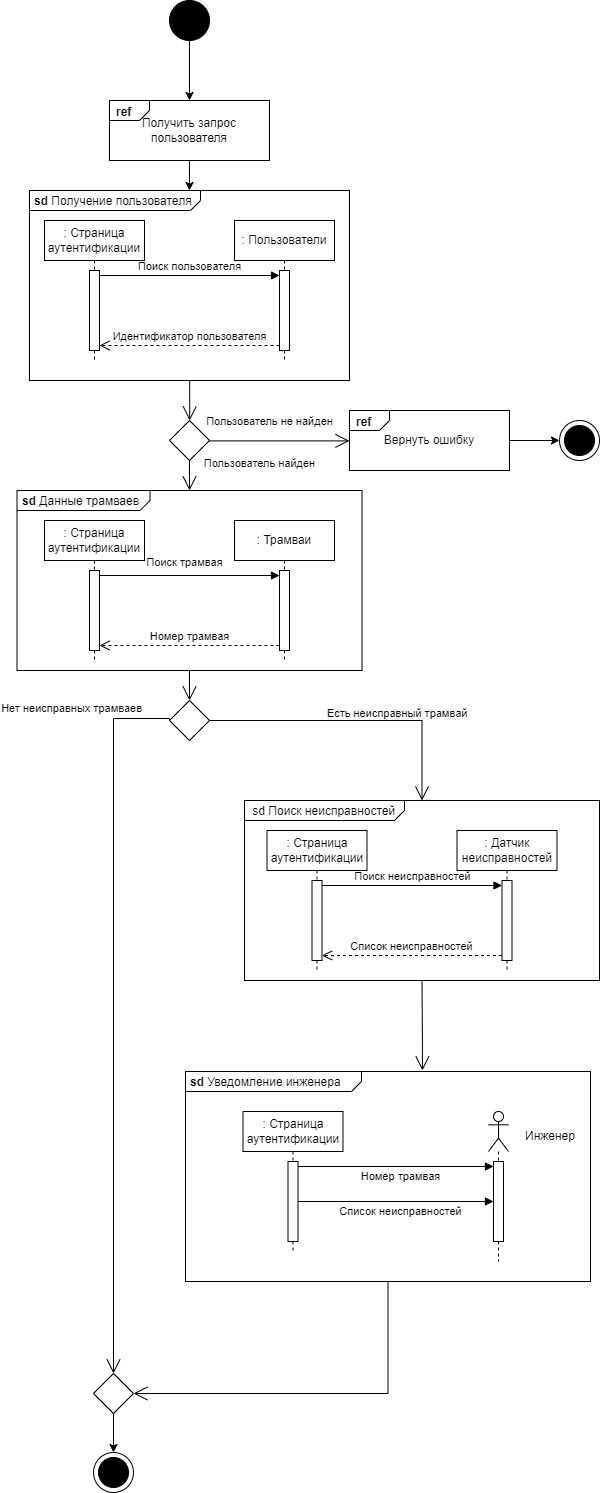 ref
Получить запрос
пользователя
sd Получение пользователя
: Страница
аутентификации
: Пользователи
Поиск пользователя
Идентификатор пользователя
Пользователь не найден
ref
Вернуть ошибку
Пользователь найден
sd Данные трамваев
: Страница
аутентификации
: Трамваи
Поиск трамвая
Номер трамвая
Нет неисправных трамваев
Есть неисправный трамвай
sd Поиск неисправностей
: Страница
аутентификации
: Датчик
неисправностей
Поиск неисправностей
Список неисправностей
sd Уведомление инженера
: Страница
аутентификации
Инженер
Номер трамвая
Список неисправностей